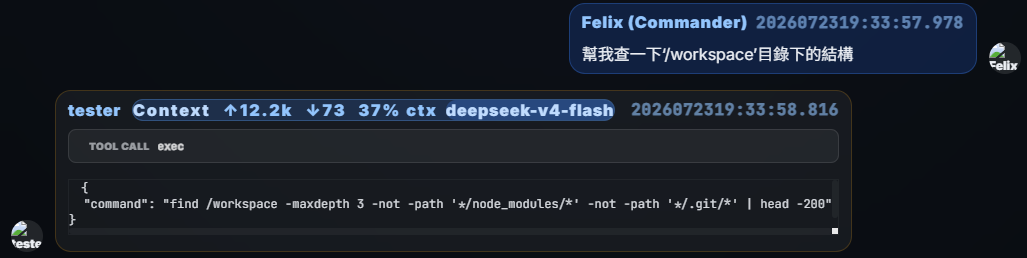 Felix (Commander) 2026072319:33:57.978
幫我查一下'/workspace'目錄下的結構
Felix
tester Context ↑12.2k ↓73 37% ctx deepseek-v4-flash 2026072319:33:58.816
TOOL CALL exec
{
"command": "find /workspace -maxdepth 3 -not -path '*/node_modules/*' -not -path '*/.git/*' | head -200"
}
teste